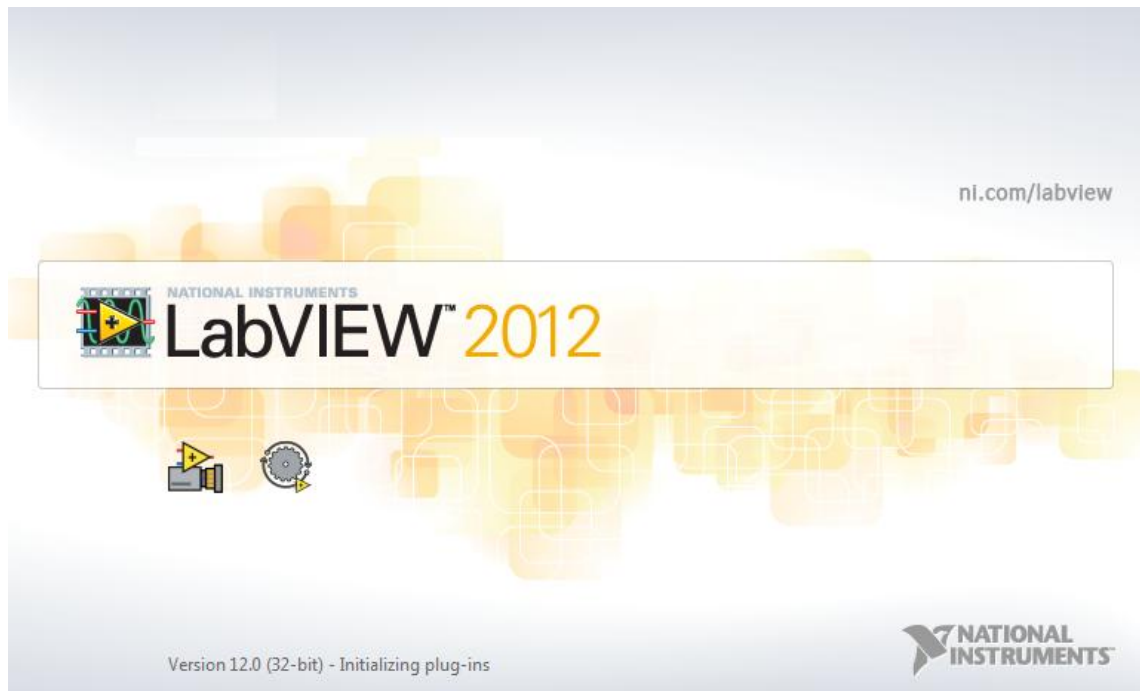 ni.com/labview
NATIONAL INSTRUMENTS
LabVIEW™ 2012
Version 12.0 (32-bit) - Initializing plug-ins
NATIONAL
INSTRUMENTS™